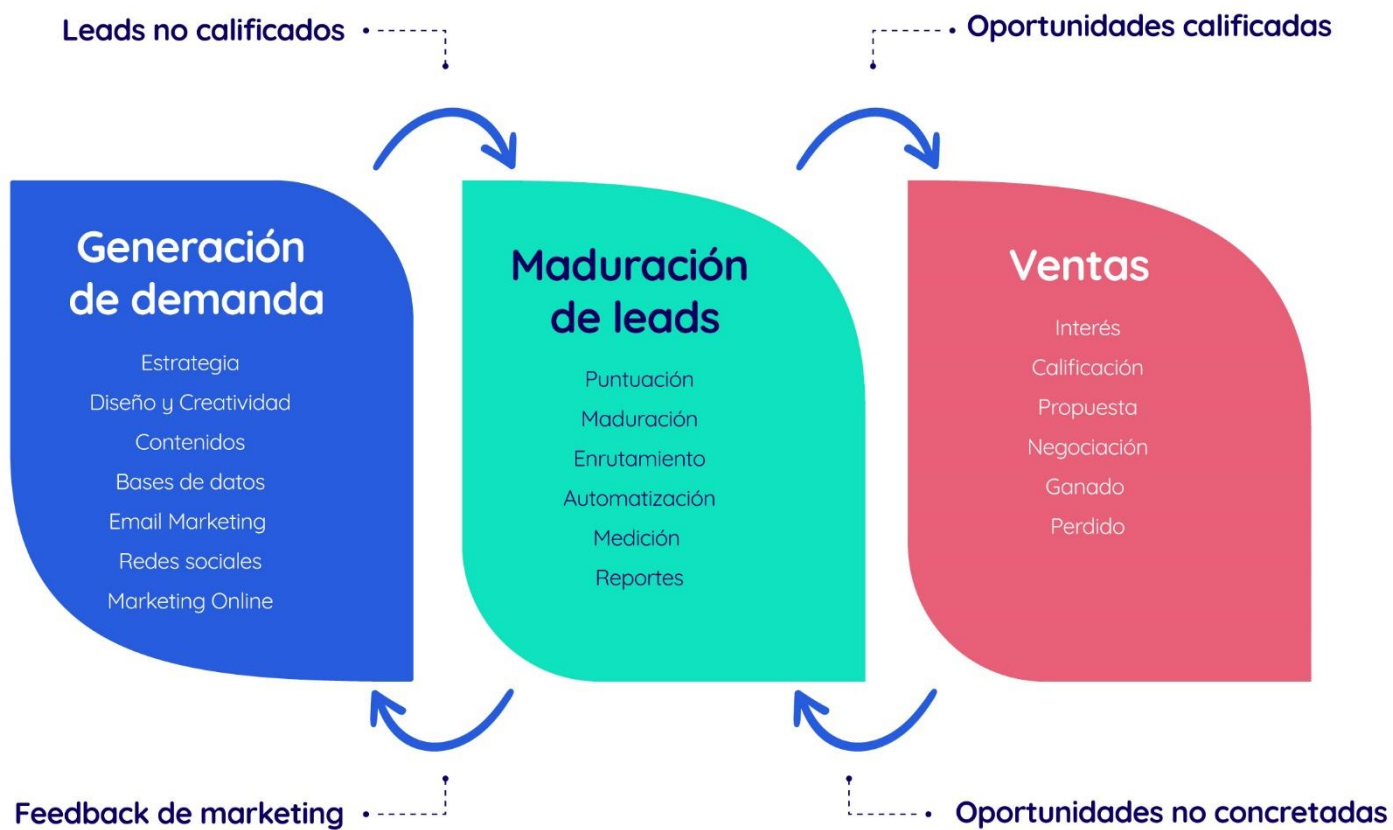 Leads no calificados
Oportunidades calificadas
Generación
de demanda
Estrategia
Diseño y Creatividad
Contenidos
Bases de datos
Email Marketing
Redes sociales
Marketing Online
Maduración
de leads
Puntuación
Maduración
Enrutamiento
Automatización
Medición
Reportes
Ventas
Interés
Calificación
Propuesta
Negociación
Ganado
Perdido
Feedback de marketing
Oportunidades no concretadas